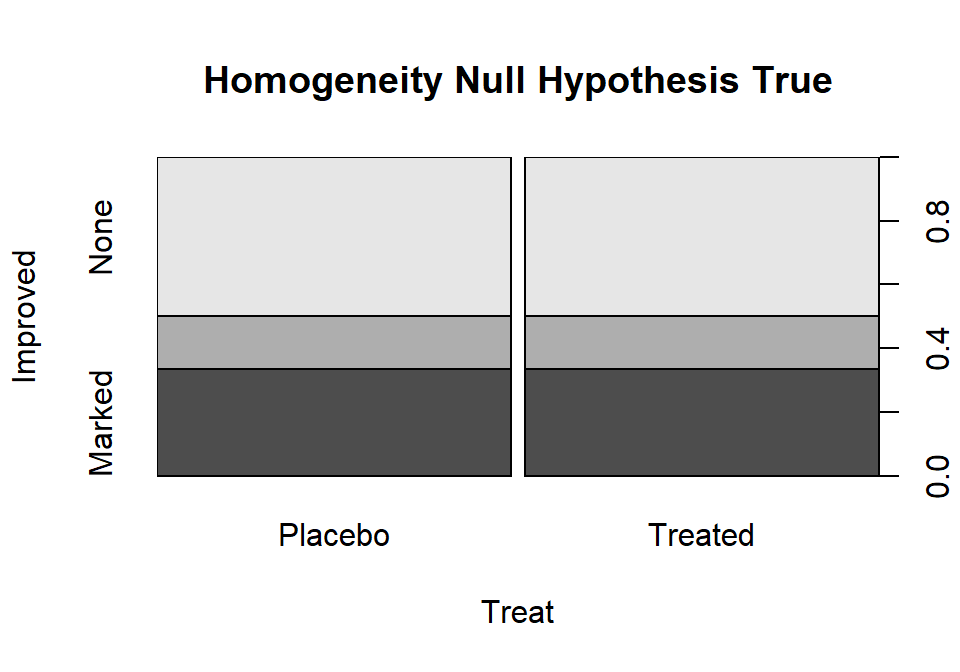 Homogeneity Null Hypothesis True
Improved
None
Marked
0.8
0.4
0.0
Placebo
Treated
Treat